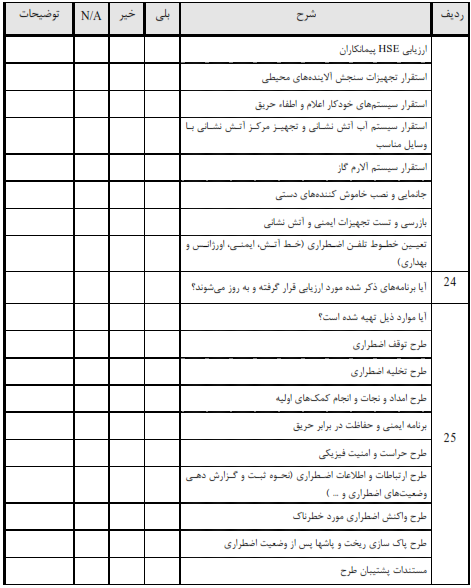 ردیف شرح بلی خیر N/A توضیحات
ارزیابی HSE پیمانکاران
استقرار تجهیزات سنجش آلاینده‌های محیطی
استقرار سیستم‌های خودکار اعلام و اطفاء حریق
استقرار سیستم آب آتش نشانی و تجهیز مرکز آتش نشانی با
وسایل مناسب
استقرار سیستم آلارم گاز
جانمایی و نصب خاموش کننده‌های دستی
بازرسی و تست تجهیزات ایمنی و آتش نشانی
تعیین خطوط تلفن اضطراری (خط آتش، ایمنی، اورژانس و
بهداری)
24 آیا برنامه‌های ذکر شده مورد ارزیابی قرار گرفته و به روز می‌شوند؟
25 آیا موارد ذیل تهیه شده است؟
طرح توقف اضطراری
طرح تخلیه اضطراری
طرح امداد و نجات و انجام کمک‌های اولیه
برنامه ایمنی و حفاظت در برابر حریق
طرح حراست و امنیت فیزیکی
طرح ارتباطات و اطلاعات اضطراری (نحوه ثبت و گزارش دهی
وضعیت‌های اضطراری و ... )
طرح واکنش اضطراری مورد خطرناک
طرح پاک سازی ریخت و پاشها پس از وضعیت اضطراری
مستندات پشتیبان طرح